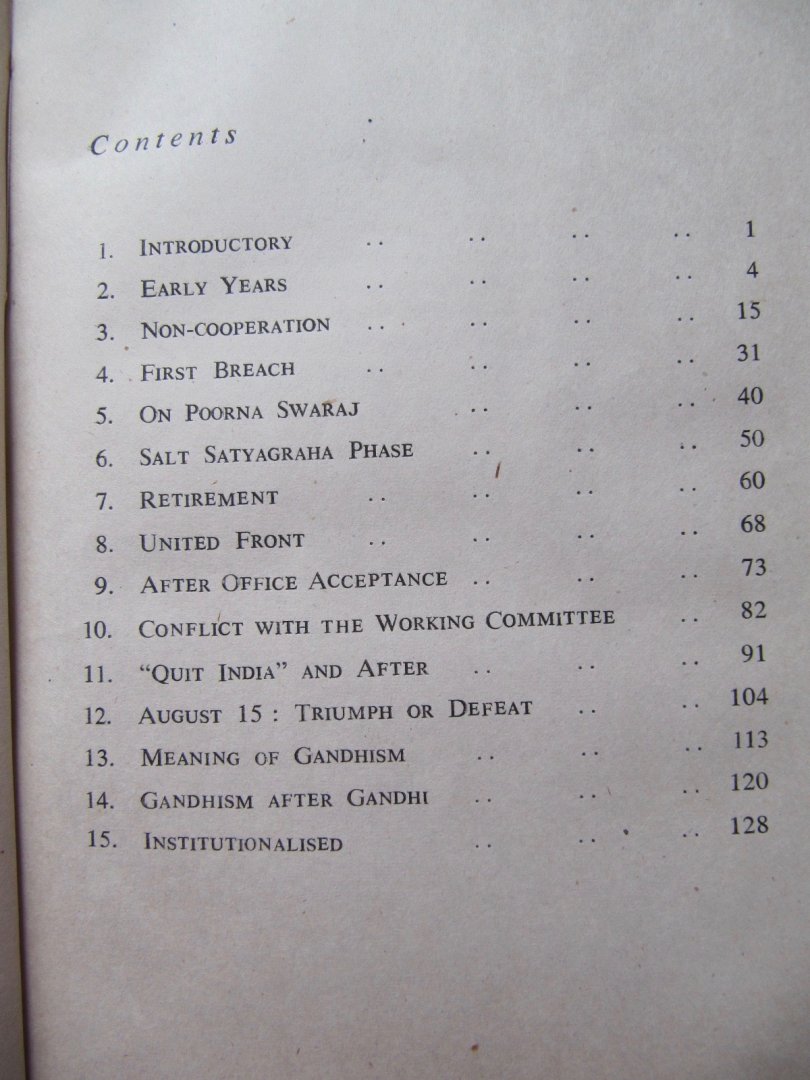 Contents
1. INTRODUCTORY .. .. .. .. 1
2. EARLY YEARS .. .. .. .. 4
3. NON-COOPERATION .. .. .. .. 15
4. FIRST BREACH .. .. .. .. 31
5. ON POORNA SWARAJ .. .. .. 40
6. SALT SATYAGRAHA PHASE .. .. .. 50
7. RETIREMENT .. .. .. .. 60
8. UNITED FRONT .. .. .. .. 68
9. AFTER OFFICE ACCEPTANCE .. .. .. 73
10. CONFLICT WITH THE WORKING COMMITTEE .. 82
11. “QUIT INDIA” AND AFTER .. .. .. 91
12. AUGUST 15 : TRIUMPH OR DEFEAT .. .. 104
13. MEANING OF GANDHISM .. .. .. 113
14. GANDHISM AFTER GANDHI .. .. .. 120
15. INSTITUTIONALISED .. .. .. 128